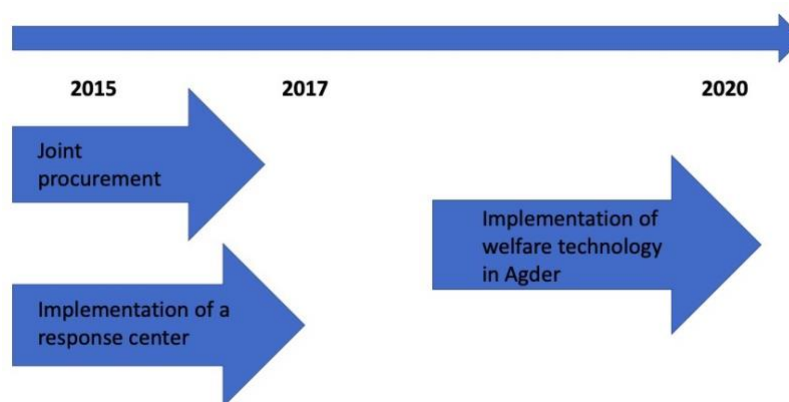 2015 2017 2020
Joint
procurement
Implementation of
welfare technology
in Agder
Implementation of a
response center